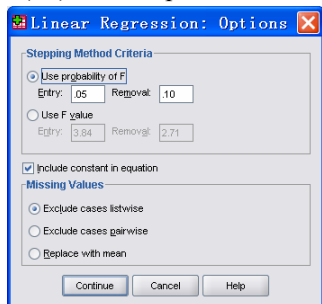 Linear Regression: Options
Stepping Method Criteria
Use probability of F
Entry: .05 Removal: .10
Use F value
Entry: 3.84 Removal: 2.71
Include constant in equation
Missing Values
Exclude cases listwise
Exclude cases pairwise
Replace with mean
Continue Cancel Help